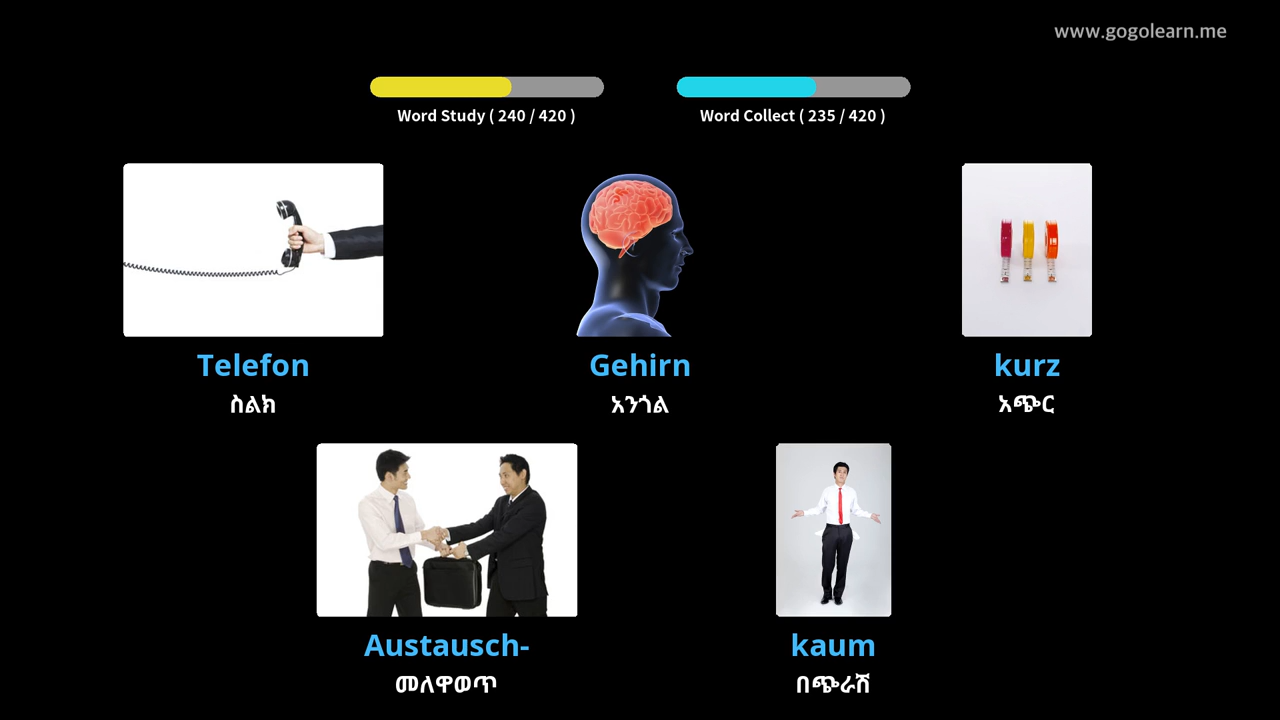 www.gogolearn.me
Word Study ( 240 / 420 )
Word Collect ( 235 / 420 )
Telefon
ስልክ
Gehirn
አንጎል
kurz
አጭር
Austausch-
መለዋወጥ
kaum
በጭራሽ